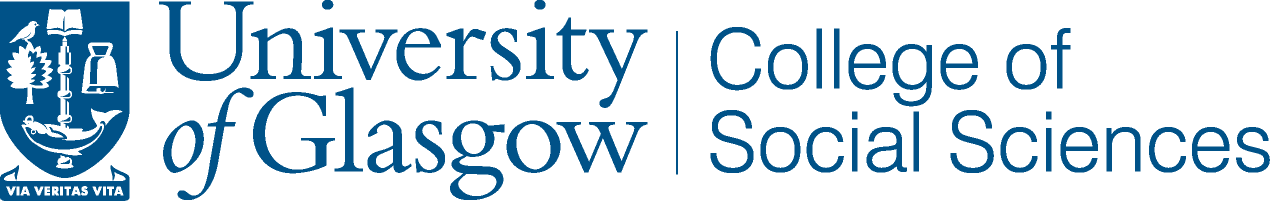 University
of Glasgow
College of
Social Sciences
VIA VERITAS VITA